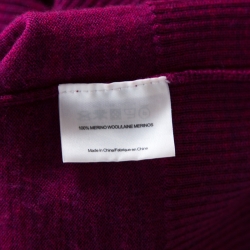 100% MERINO WOOL/LAINE MERINOS
Made in China/Fabriqué en Chine